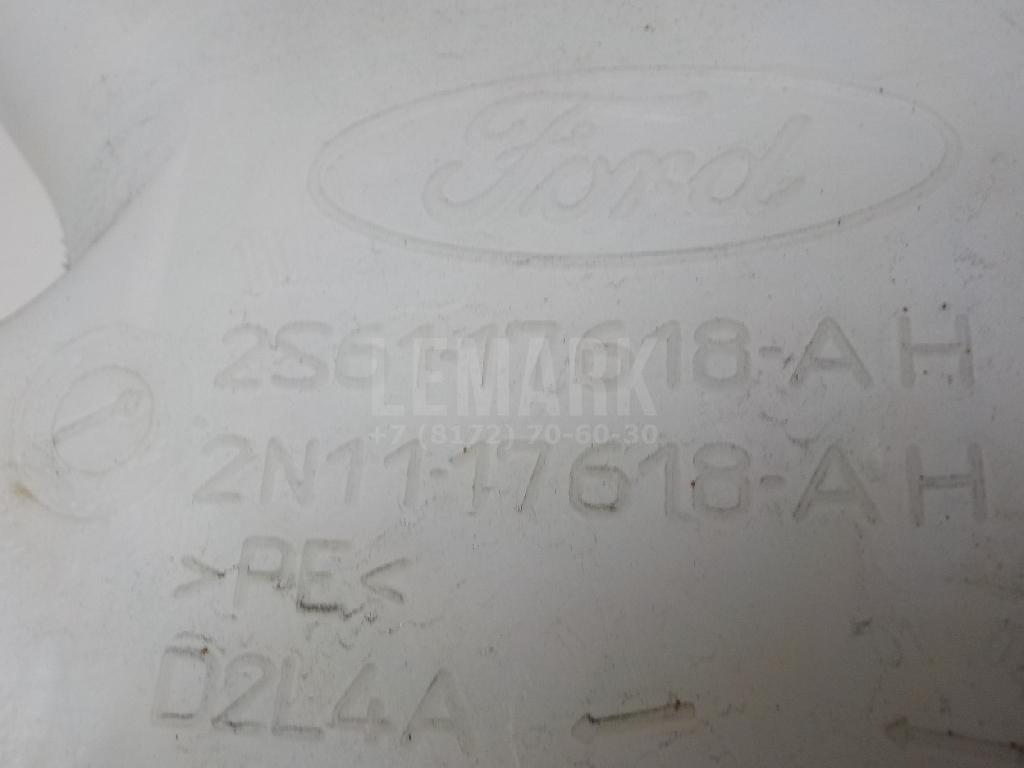 Ford
2S61-17618-AH
LEMARK
+7 (8172) 70-60-30
2N11-17618-AH
>PE<
D2L4A